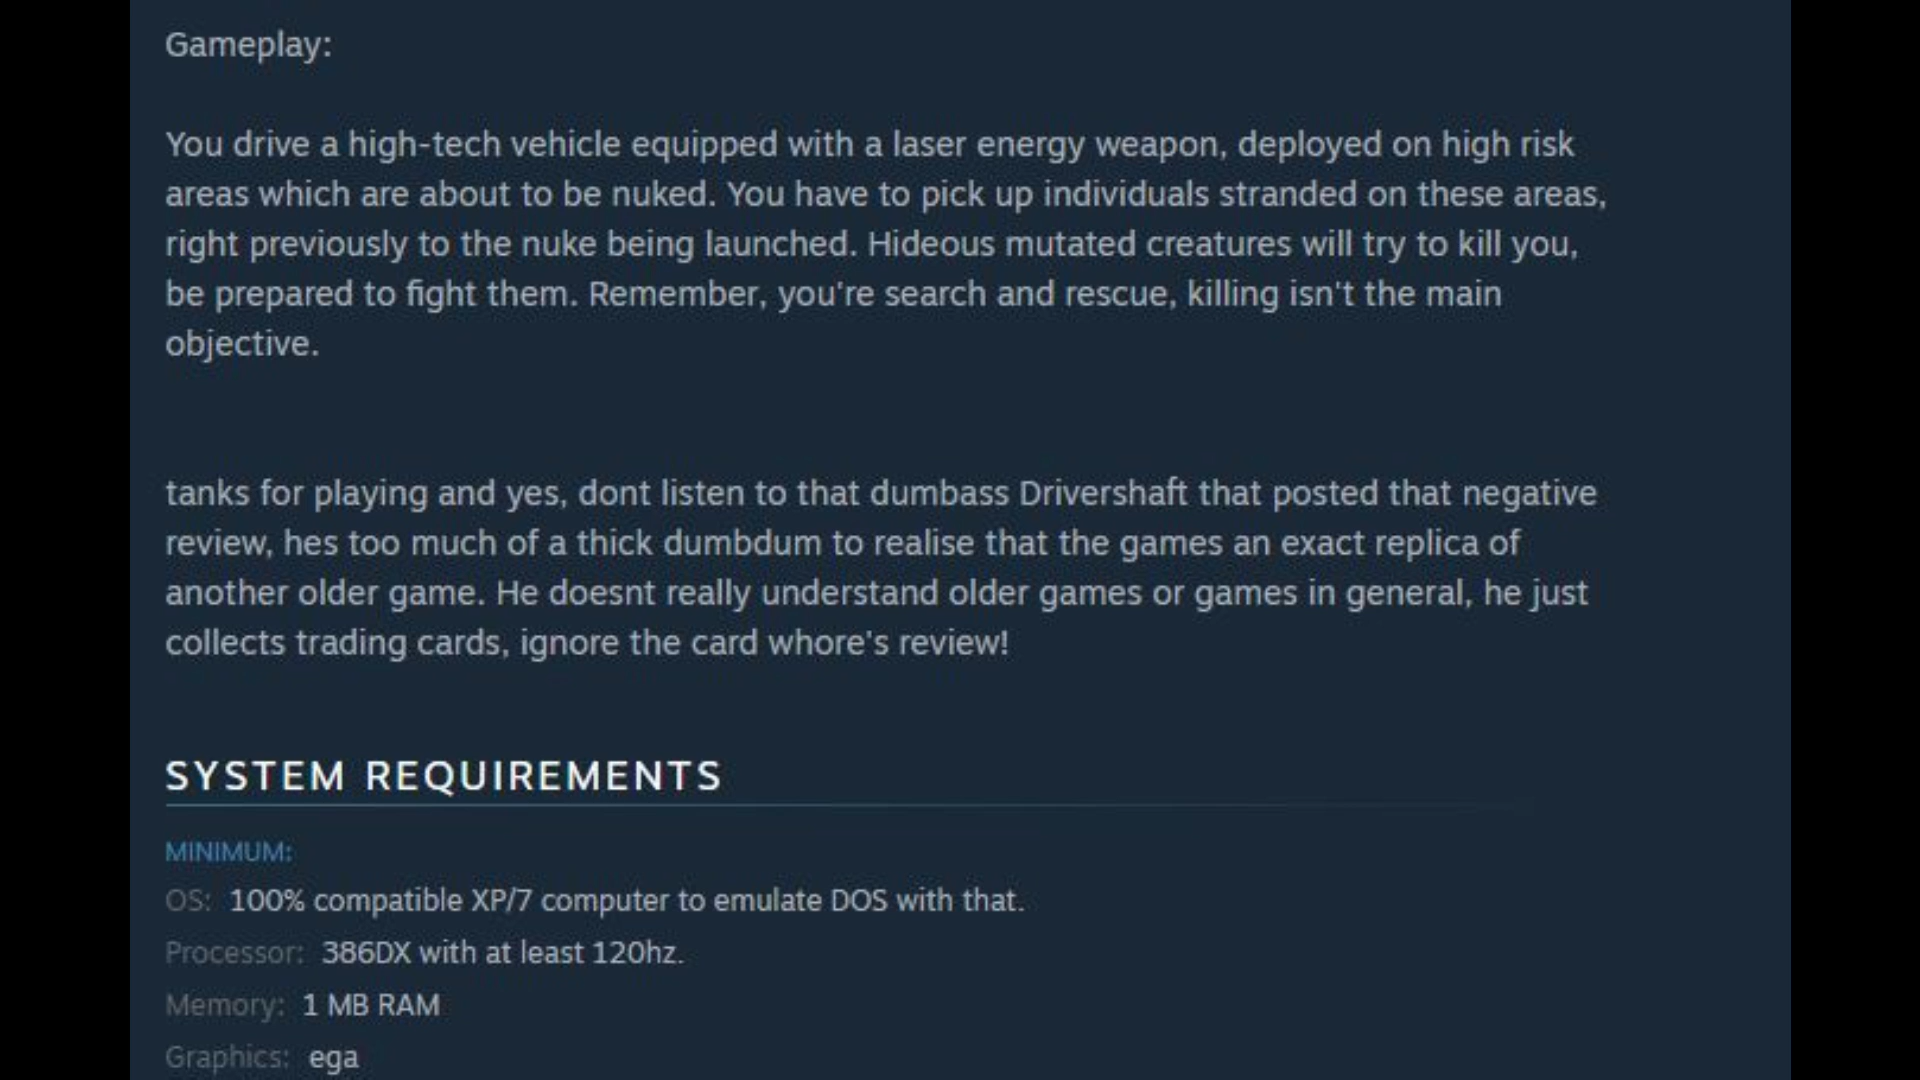 Gameplay:
You drive a high-tech vehicle equipped with a laser energy weapon, deployed on high risk
areas which are about to be nuked. You have to pick up individuals stranded on these areas,
right previously to the nuke being launched. Hideous mutated creatures will try to kill you,
be prepared to fight them. Remember, you're search and rescue, killing isn't the main
objective.
tanks for playing and yes, dont listen to that dumbass Drivershaft that posted that negative
review, hes too much of a thick dumbdum to realise that the games an exact replica of
another older game. He doesnt really understand older games or games in general, he just
collects trading cards, ignore the card whore's review!
SYSTEM REQUIREMENTS
MINIMUM:
OS: 100% compatible XP/7 computer to emulate DOS with that.
Processor: 386DX with at least 120hz.
Memory: 1 MB RAM
Graphics: ega